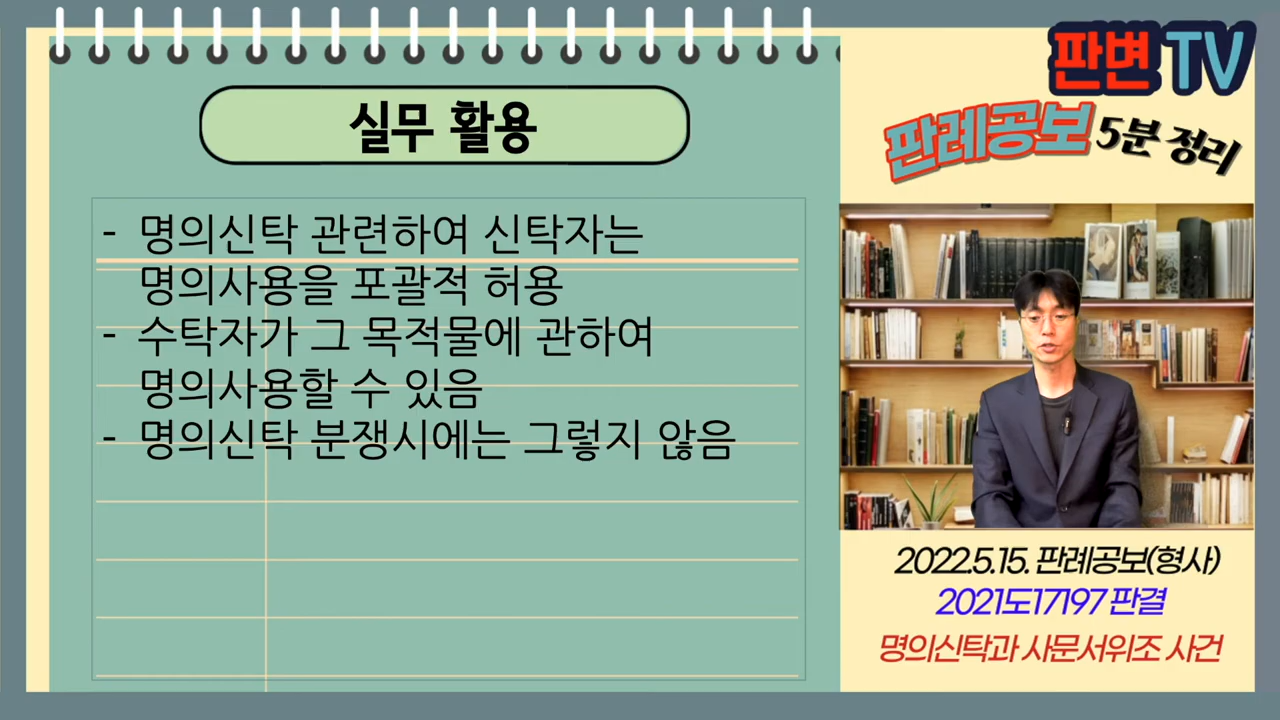 판변 TV
판례공보 5분 정리
실무 활용
- 명의신탁 관련하여 신탁자는
명의사용을 포괄적 허용
- 수탁자가 그 목적물에 관하여
명의사용할 수 있음
- 명의신탁 분쟁시에는 그렇지 않음
2022.5.15. 판례공보(형사)
2021도17197 판결
명의신탁과 사문서위조 사건